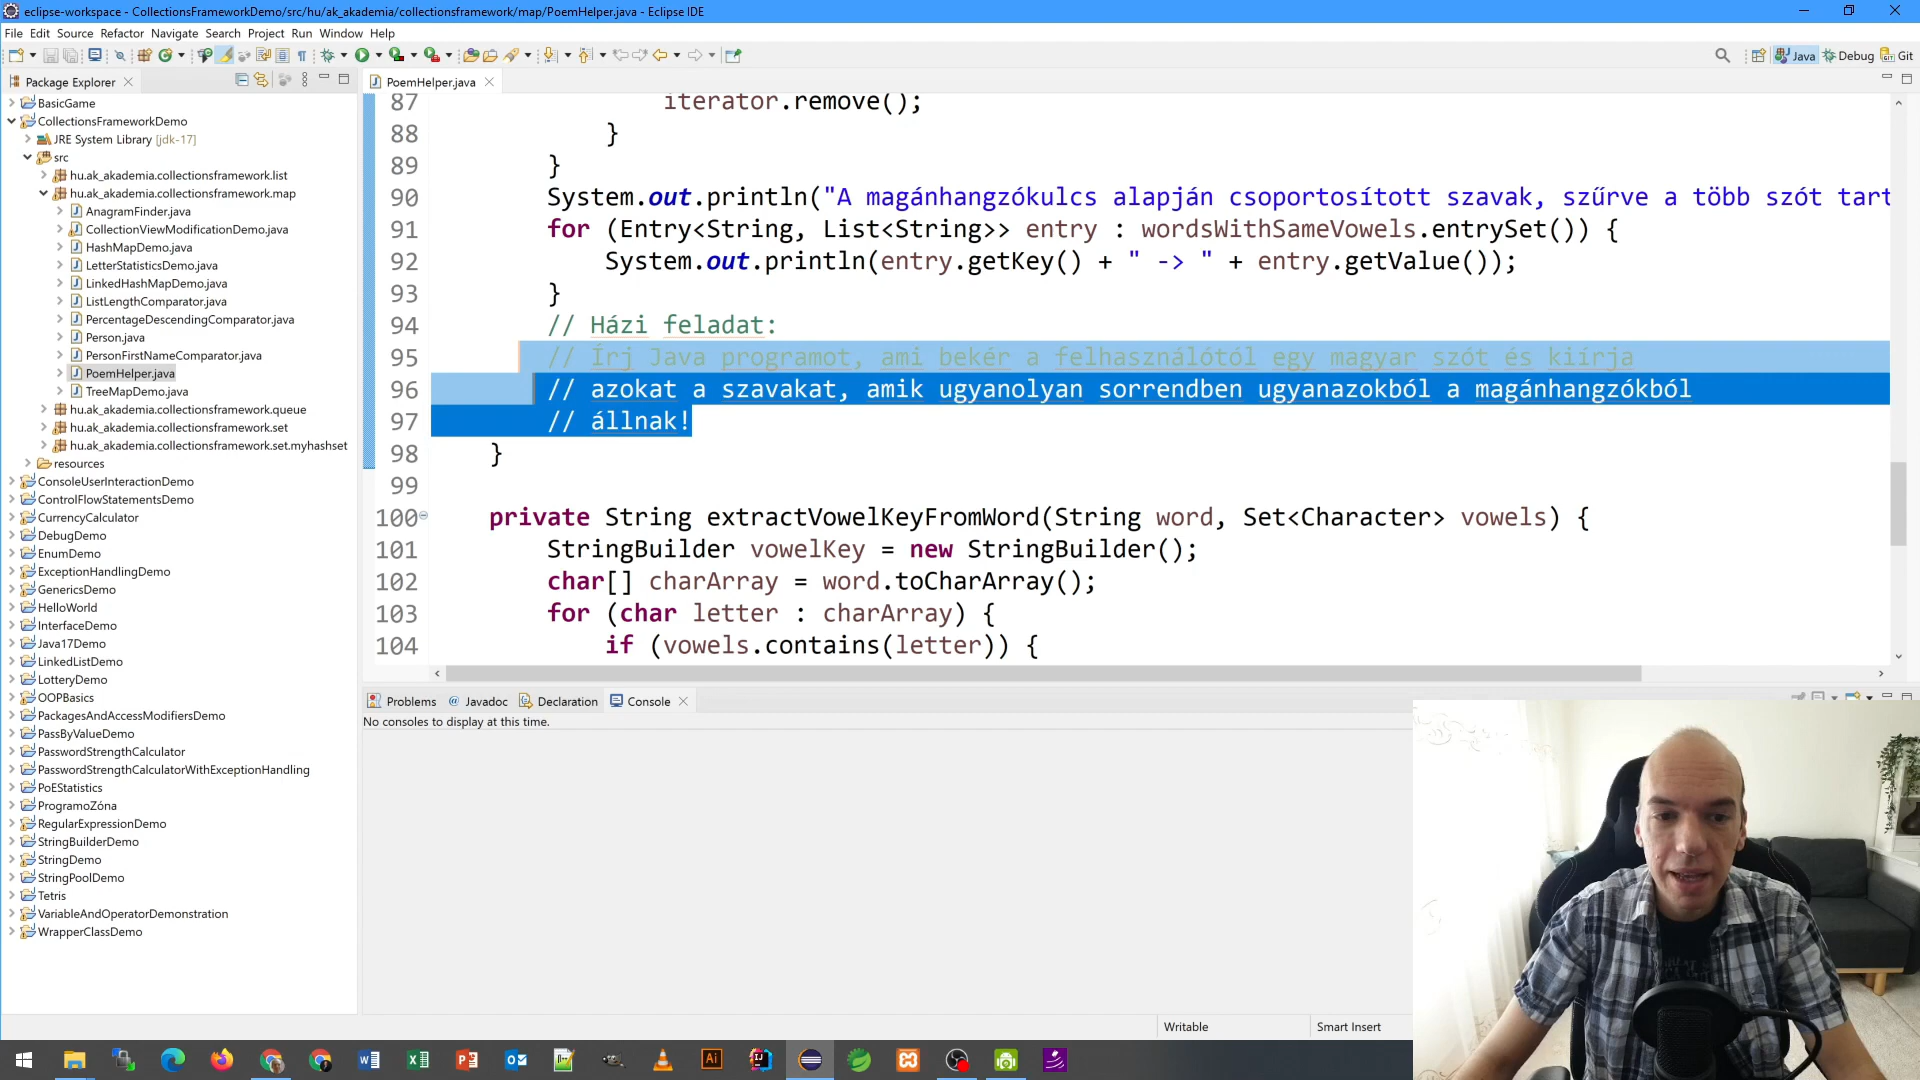 eclipse-workspace - CollectionsFrameworkDemo/src/hu/ak_akademia/collectionsframework/map/PoemHelper.java - Eclipse IDE
File Edit Source Refactor Navigate Search Project Run Window Help
Java Debug Git
Package Explorer
BasicGame
CollectionsFrameworkDemo
JRE System Library [jdk-17]
src
hu.ak_akademia.collectionsframework.list
hu.ak_akademia.collectionsframework.map
AnagramFinder.java
CollectionViewModificationDemo.java
HashMapDemo.java
LetterStatisticsDemo.java
LinkedHashMapDemo.java
ListLengthComparator.java
PercentageDescendingComparator.java
Person.java
PersonFirstNameComparator.java
PoemHelper.java
TreeMapDemo.java
hu.ak_akademia.collectionsframework.queue
hu.ak_akademia.collectionsframework.set
hu.ak_akademia.collectionsframework.set.myhashset
resources
ConsoleUserInteractionDemo
ControlFlowStatementsDemo
CurrencyCalculator
DebugDemo
EnumDemo
ExceptionHandlingDemo
GenericsDemo
HelloWorld
InterfaceDemo
Java17Demo
LinkedListDemo
LotteryDemo
OOPBasics
PackagesAndAccessModifiersDemo
PassByValueDemo
PasswordStrengthCalculator
PasswordStrengthCalculatorWithExceptionHandling
PoEStatistics
ProgramoZóna
RegularExpressionDemo
StringBuilderDemo
StringDemo
StringPoolDemo
Tetris
VariableAndOperatorDemonstration
WrapperClassDemo
PoemHelper.java
87 iterator.remove();
88 }
89 }
90 System.out.println("A magánhangzókulcs alapján csoportosított szavak, szűrve a több szót tart
91 for (Entry<String, List<String>> entry : wordsWithSameVowels.entrySet()) {
92 System.out.println(entry.getKey() + " -> " + entry.getValue());
93 }
94 // Házi feladat:
95 // Írj Java programot, ami bekér a felhasználótól egy magyar szót és kiírja
96 // azokat a szavakat, amik ugyanolyan sorrendben ugyanazokból a magánhangzókból
97 // állnak!
98 }
99
100 private String extractVowelKeyFromWord(String word, Set<Character> vowels) {
101 StringBuilder vowelKey = new StringBuilder();
102 char[] charArray = word.toCharArray();
103 for (char letter : charArray) {
104 if (vowels.contains(letter)) {
Problems Javadoc Declaration Console
No consoles to display at this time.
Writable Smart Insert